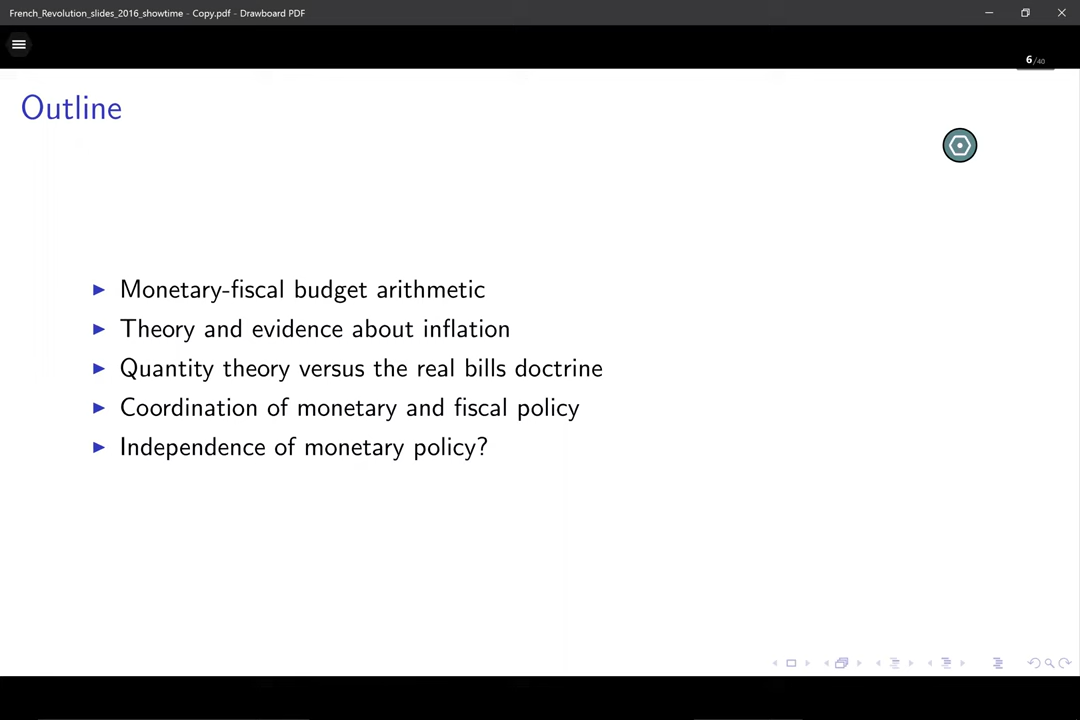 French_Revolution_slides_2016_showtime - Copy.pdf - Drawboard PDF
6/40
Outline
Monetary-fiscal budget arithmetic
Theory and evidence about inflation
Quantity theory versus the real bills doctrine
Coordination of monetary and fiscal policy
Independence of monetary policy?